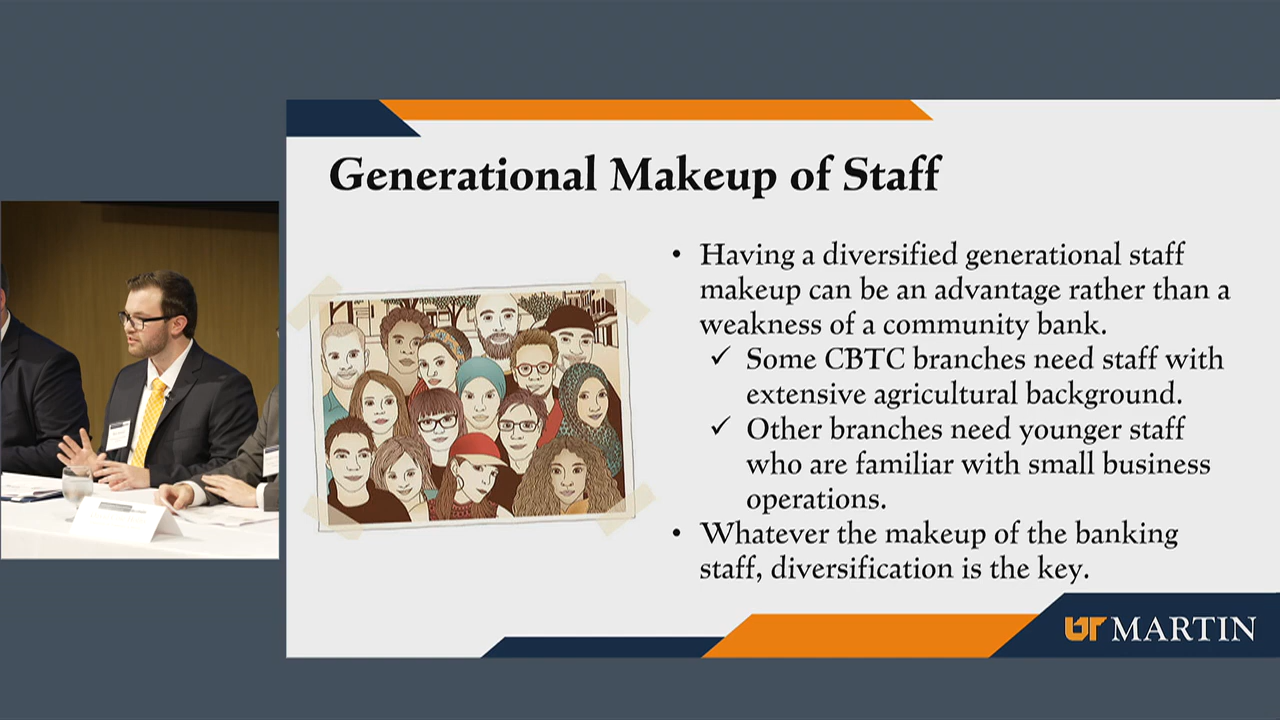 Generational Makeup of Staff
• Having a diversified generational staff
makeup can be an advantage rather than a
weakness of a community bank.
✓ Some CBTC branches need staff with
extensive agricultural background.
✓ Other branches need younger staff
who are familiar with small business
operations.
• Whatever the makeup of the banking
staff, diversification is the key.
UT MARTIN